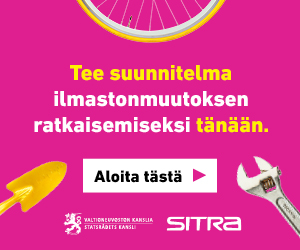 Tee suunnitelma
ilmastonmuutoksen
ratkaisemiseksi tänään.
Aloita tästä
VALTIONEUVOSTON KANSLIA
STATSRÅDETS KANSLI
SITRA